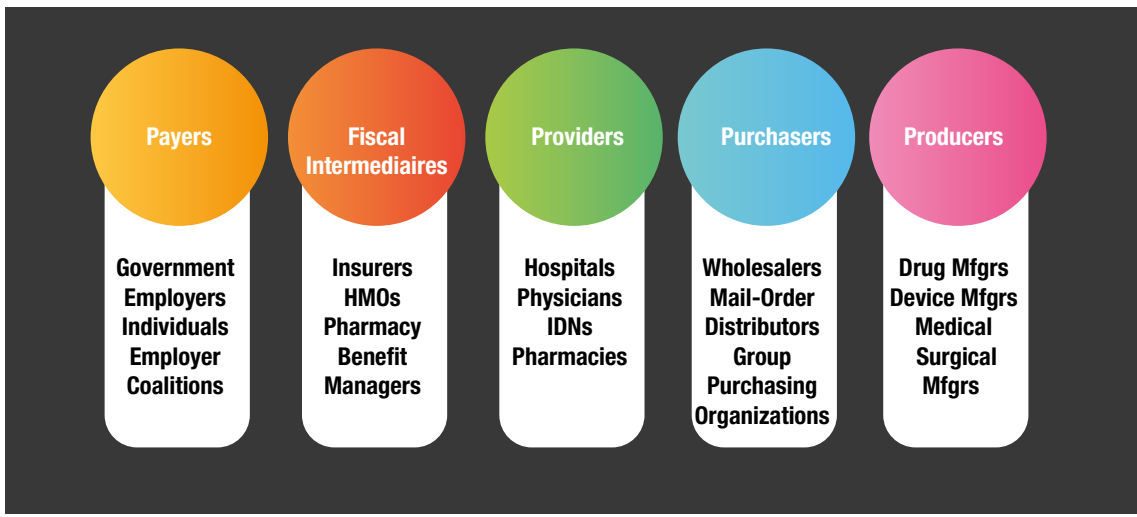 Payers
Government
Employers
Individuals
Employer
Coalitions
Fiscal
Intermediaires
Insurers
HMOs
Pharmacy
Benefit
Managers
Providers
Hospitals
Physicians
IDNs
Pharmacies
Purchasers
Wholesalers
Mail-Order
Distributors
Group
Purchasing
Organizations
Producers
Drug Mfgrs
Device Mfgrs
Medical
Surgical
Mfgrs